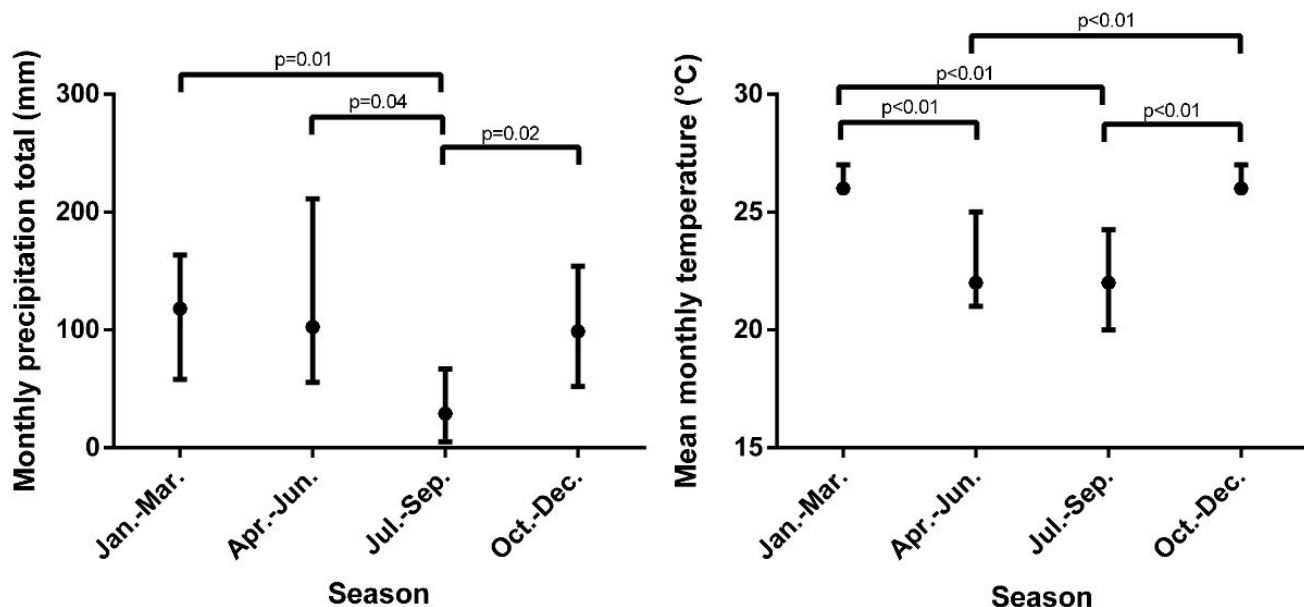 Monthly precipitation total (mm)
300
200
100
0
p=0.01
p=0.04
p=0.02
Jan.-Mar.
Apr.-Jun.
Jul.-Sep.
Oct.-Dec.
Season
Mean monthly temperature (°C)
30
25
20
15
p<0.01
p<0.01
p<0.01
p<0.01
Jan.-Mar.
Apr.-Jun.
Jul.-Sep.
Oct.-Dec.
Season